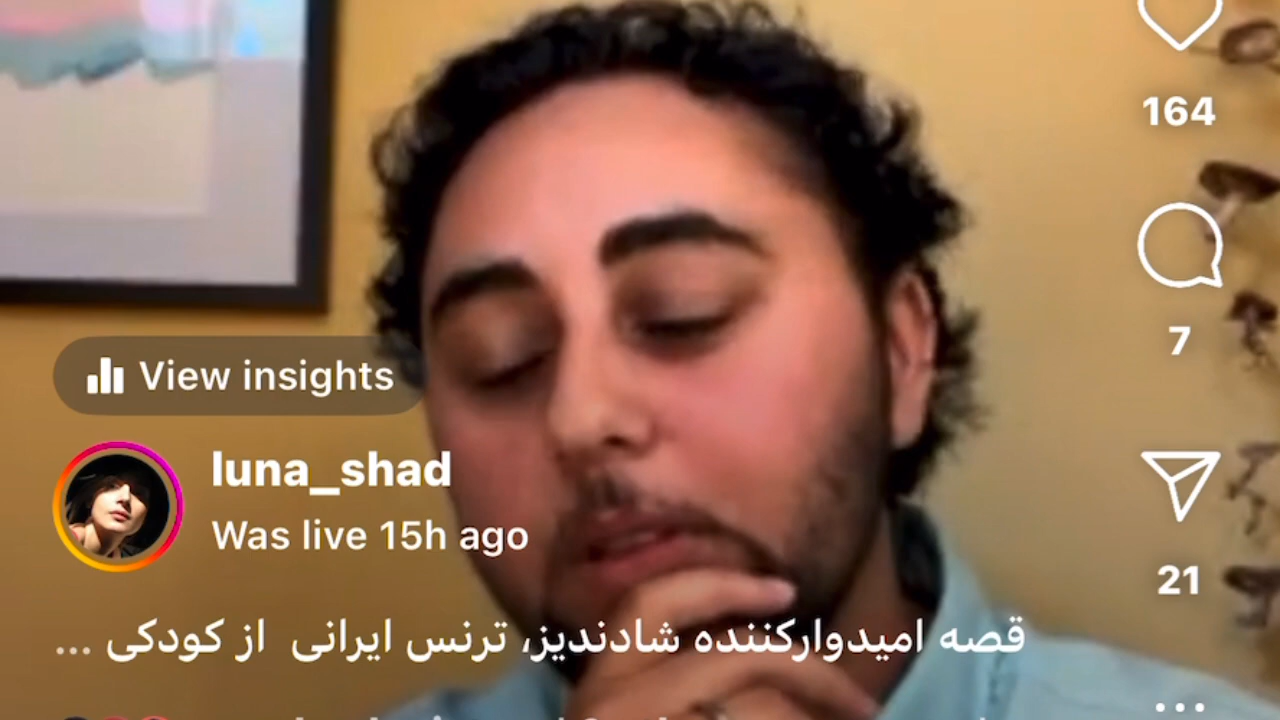 164
7
View insights
luna_shad
Was live 15h ago
21
قصه امیدوارکننده شادندیز، ترنس ایرانی از کودکی ...